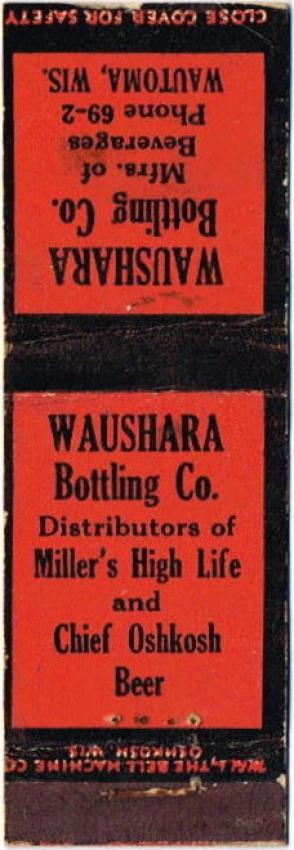 CLOSE COVER FOR SAFETY
WAUSHARA
Bottling Co.
Mfrs. of
Beverages
Phone 69-2
WAUTOMA, WIS.
WAUSHARA
Bottling Co.
Distributors of
Miller's High Life
and
Chief Oshkosh
Beer
THE BELL MACHINE CO
OSHKOSH WIS.